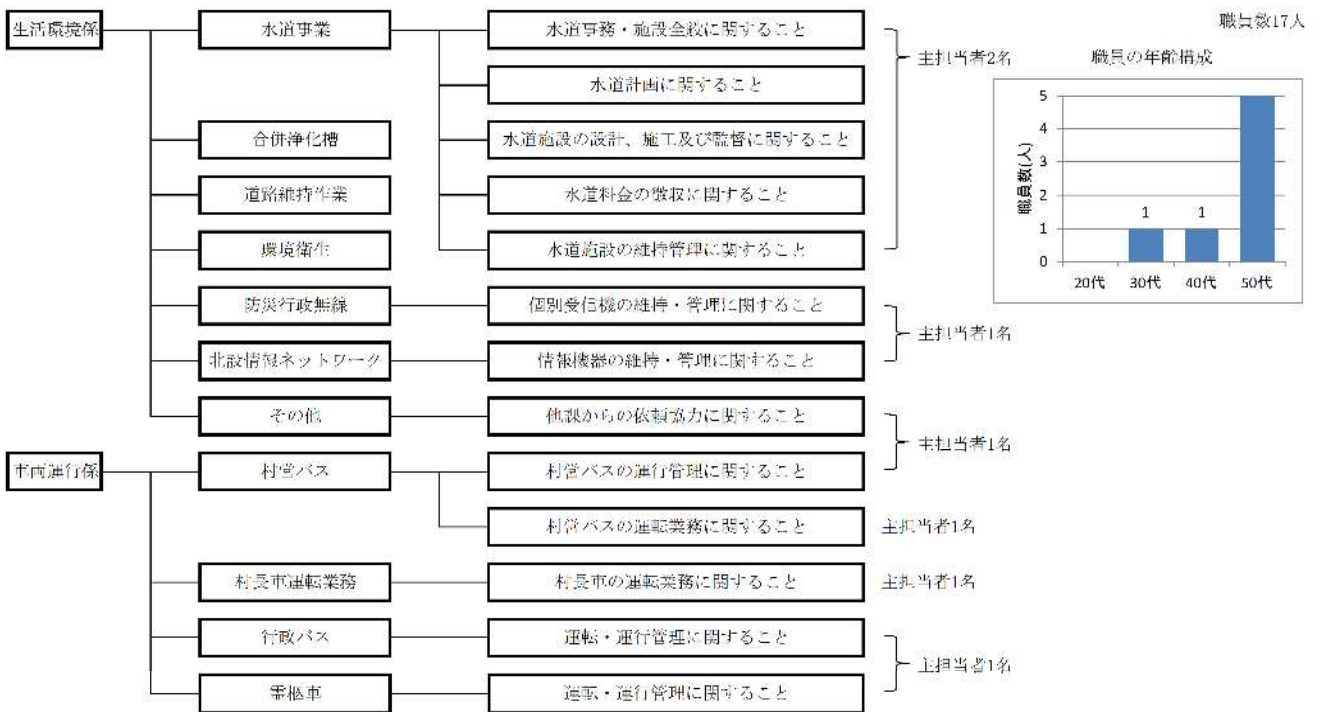 職員数17人
生活環境係
水道事業
水道事務・施設全般に関すること
主担当者2名
水道計画に関すること
合併浄化槽
水道施設の設計、施工及び監督に関すること
道路維持作業
水道料金の徴収に関すること
環境衛生
水道施設の維持管理に関すること
防災行政無線
個別受信機の維持・管理に関すること
主担当者1名
北設情報ネットワーク
情報機器の維持・管理に関すること
その他
他課からの依頼協力に関すること
主担当者1名
車両運行係
村営バス
村営バスの運行管理に関すること
村営バスの運転業務に関すること
主担当者1名
村長車運転業務
村長車の運転業務に関すること
主担当者1名
行政バス
運転・運行管理に関すること
主担当者1名
霊柩車
運転・運行管理に関すること
職員の年齢構成
職員数(人)
5
4
3
2
1
0
1
1
20代
30代
40代
50代